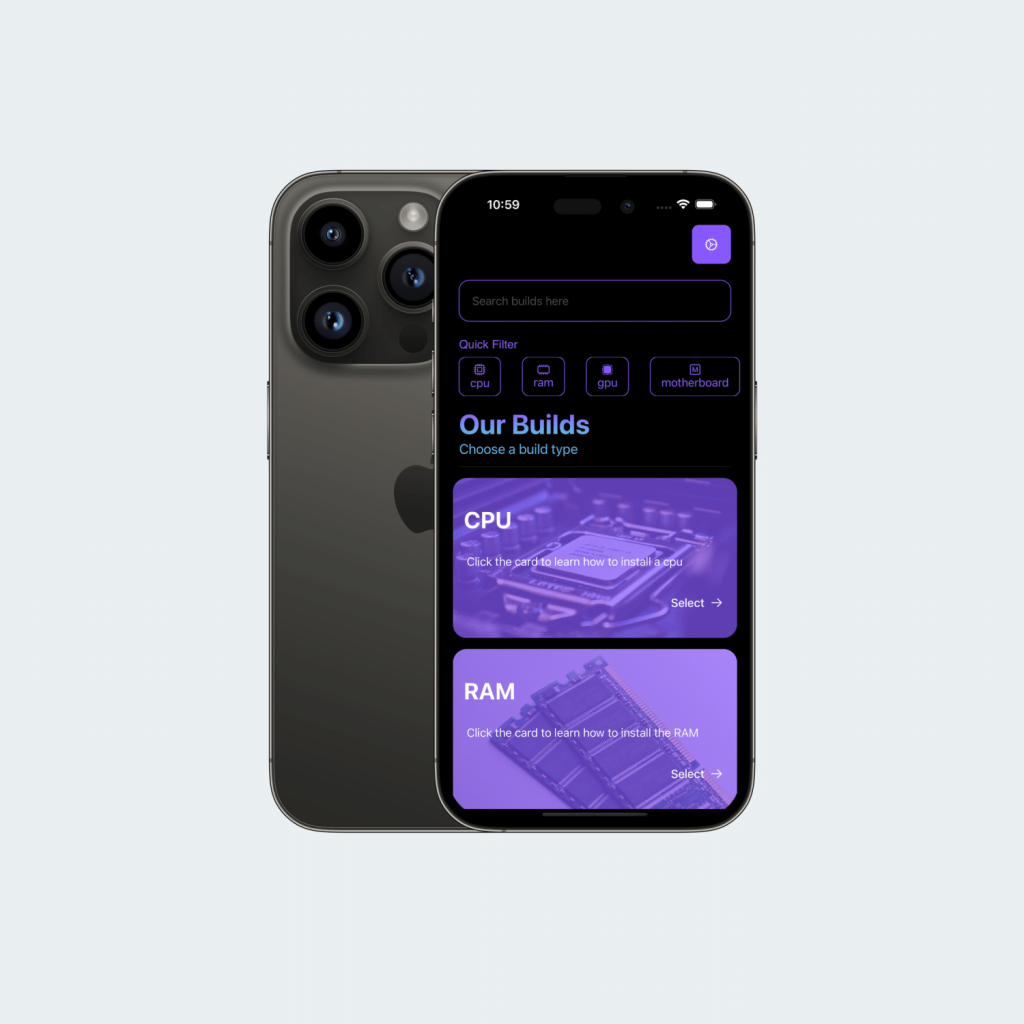 10:59
Search builds here
Quick Filter
cpu
ram
gpu
M
motherboard
Our Builds
Choose a build type
CPU
Click the card to learn how to install a cpu
Select →
RAM
Click the card to learn how to install the RAM
Select →